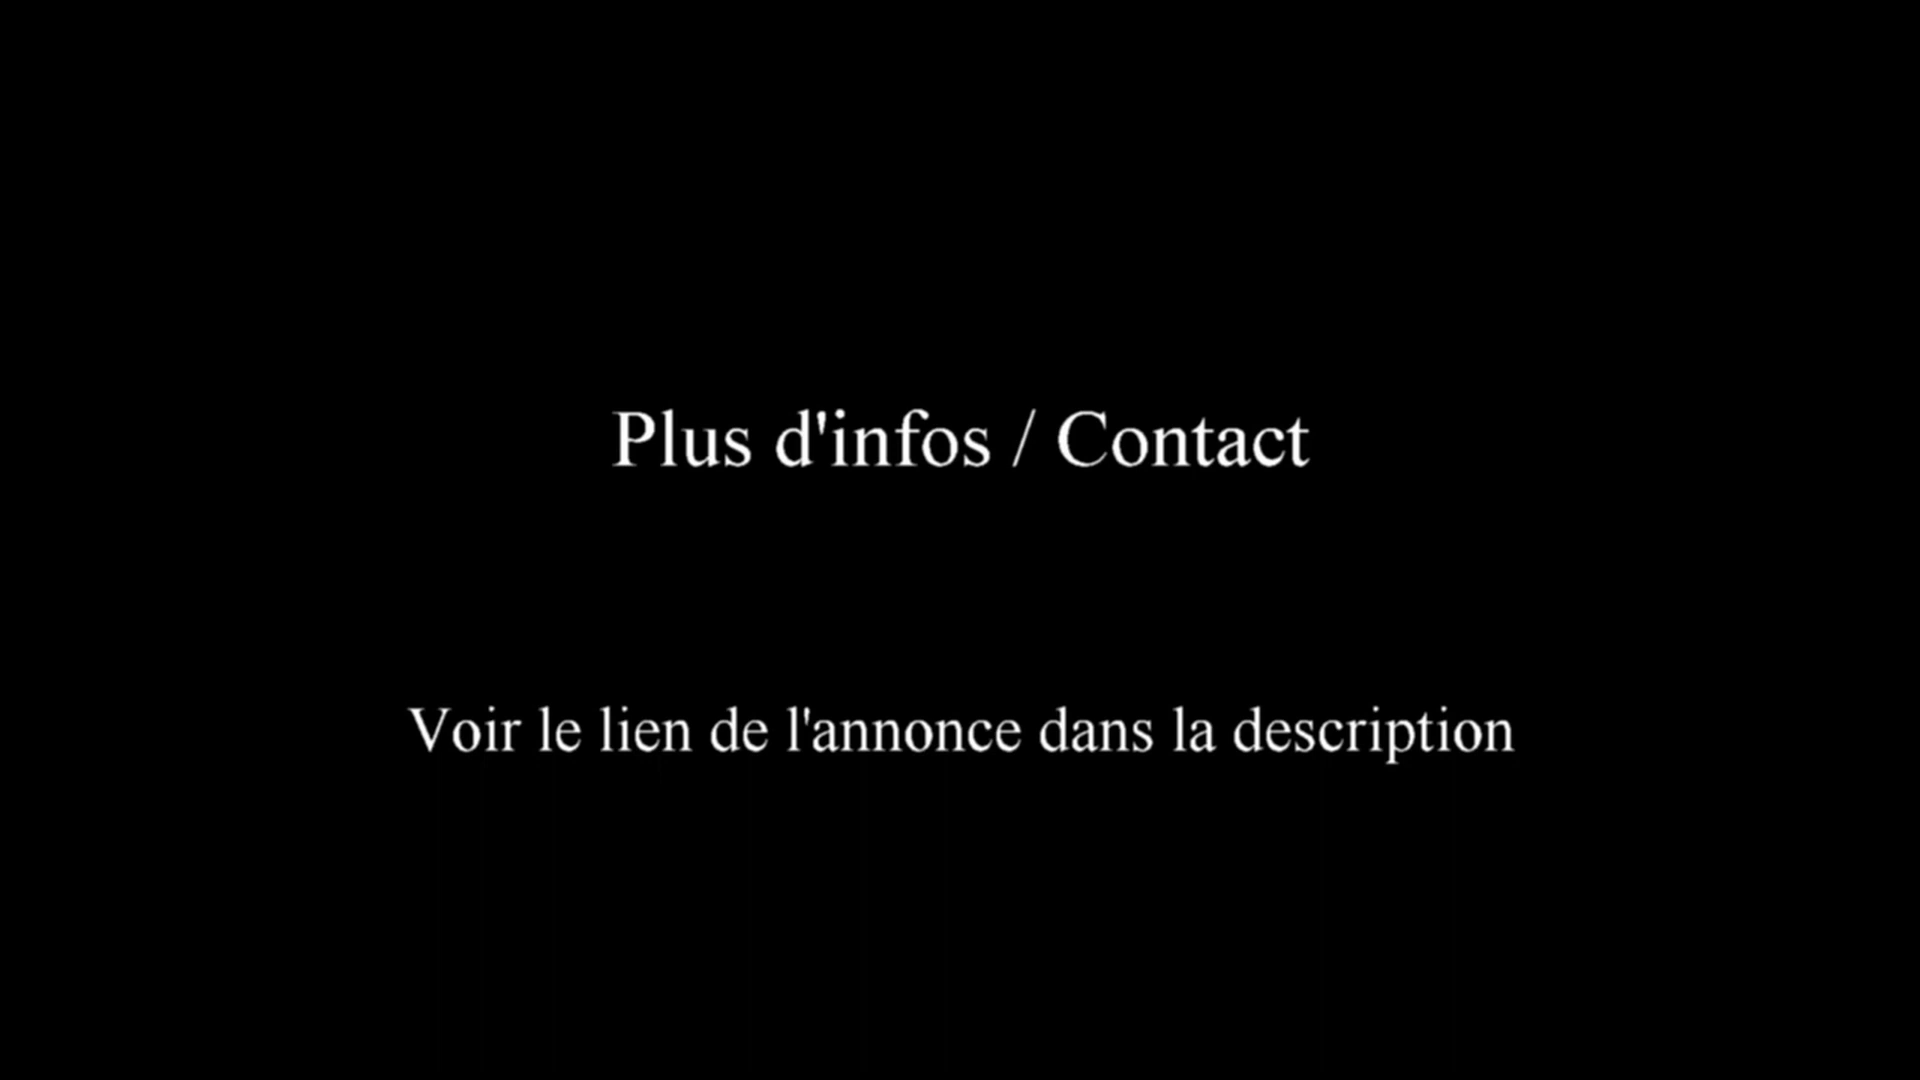 Plus d'infos / Contact
Voir le lien de l'annonce dans la description